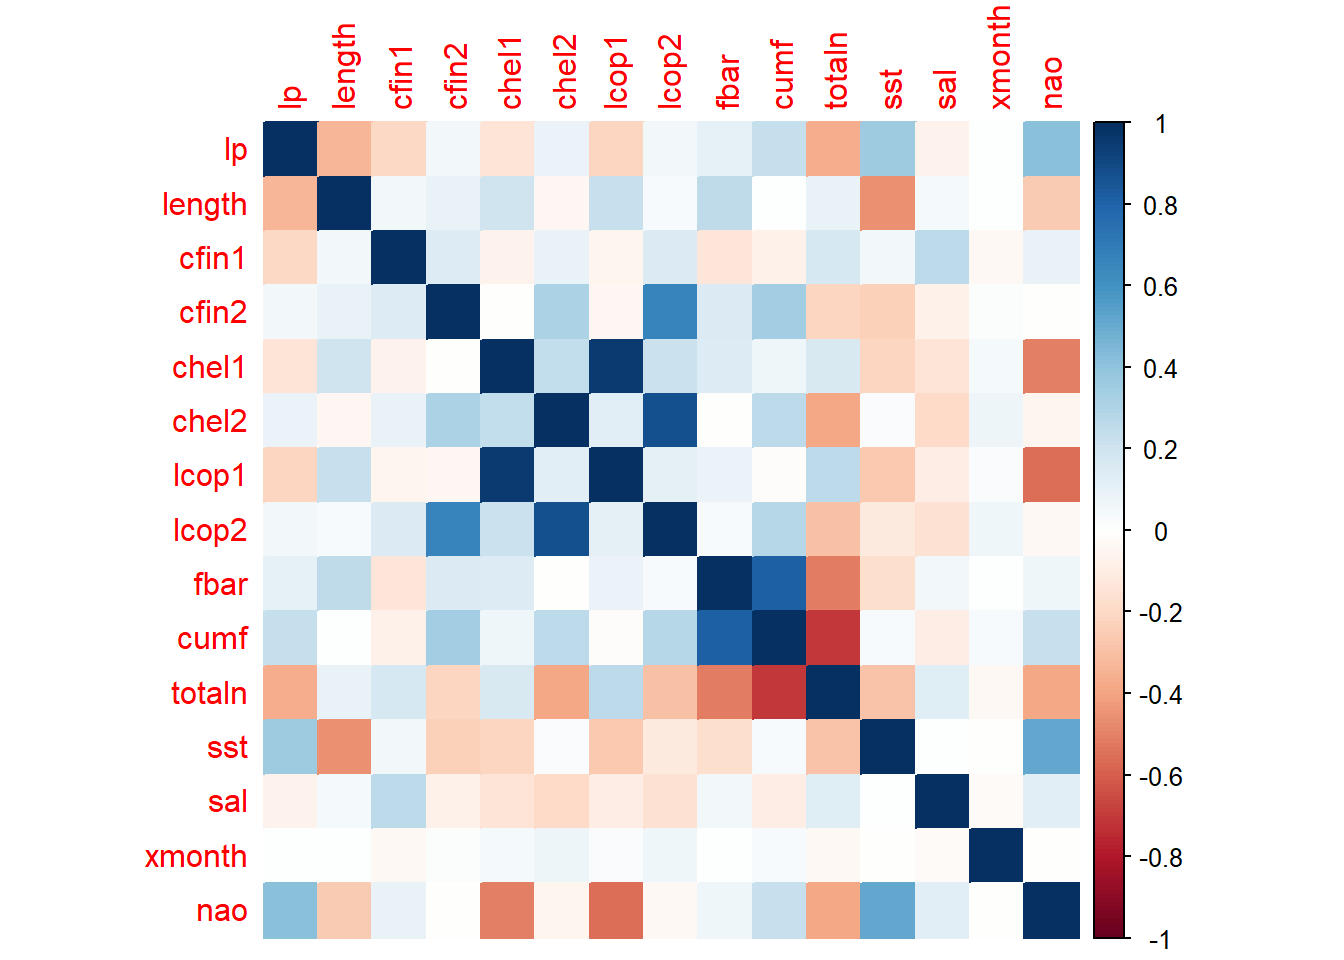 lp length cfin1 cfin2 chel1 chel2 lcop1 lcop2 fbar cumf totaln sst sal xmonth nao
lp
length
cfin1
cfin2
chel1
chel2
lcop1
lcop2
fbar
cumf
totaln
sst
sal
xmonth
nao
1
0.8
0.6
0.4
0.2
0
-0.2
-0.4
-0.6
-0.8
-1